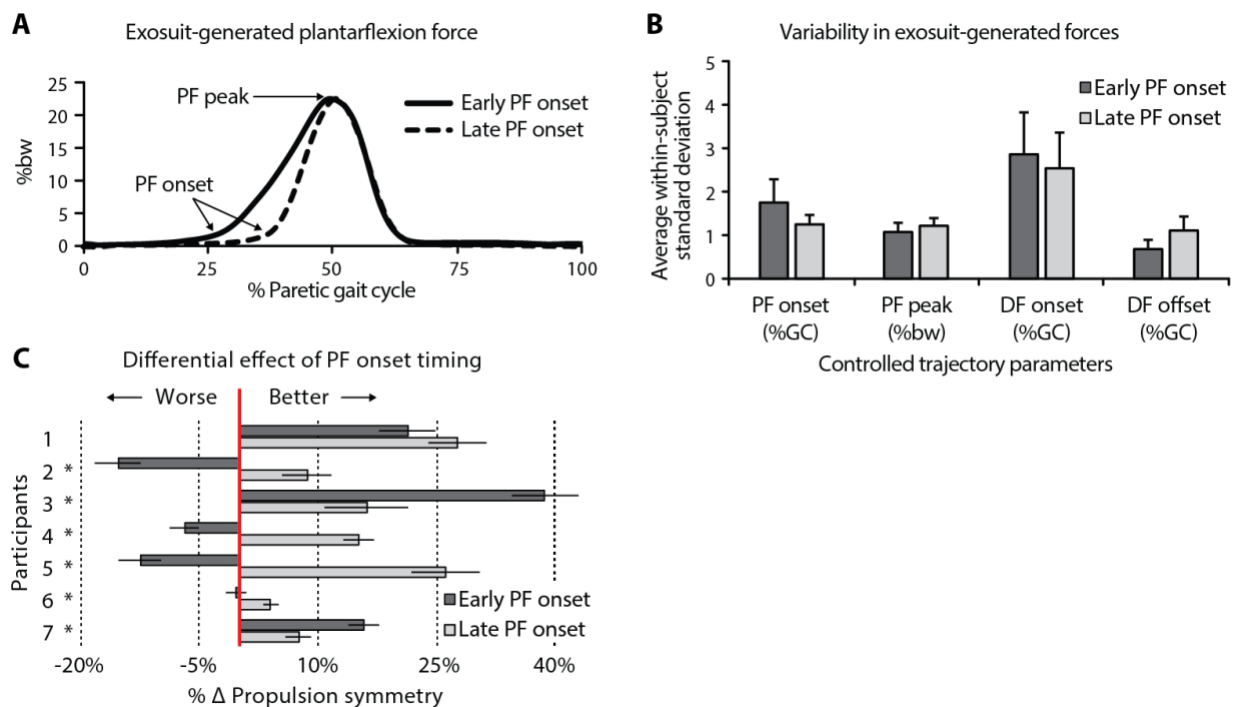 A
Exosuit-generated plantarflexion force
25
20
15
10
5
0
%bw
PF peak
PF onset
Early PF onset
Late PF onset
0
25
50
75
100
% Paretic gait cycle
B
Variability in exosuit-generated forces
5
4
3
2
1
0
Average within-subject
standard deviation
Early PF onset
Late PF onset
PF onset
(%GC)
PF peak
(%bw)
DF onset
(%GC)
DF offset
(%GC)
Controlled trajectory parameters
C
Differential effect of PF onset timing
Worse
Better
Participants
1
2 *
3 *
4 *
5 *
6 *
7 *
Early PF onset
Late PF onset
-20%
-5%
10%
25%
40%
% Δ Propulsion symmetry